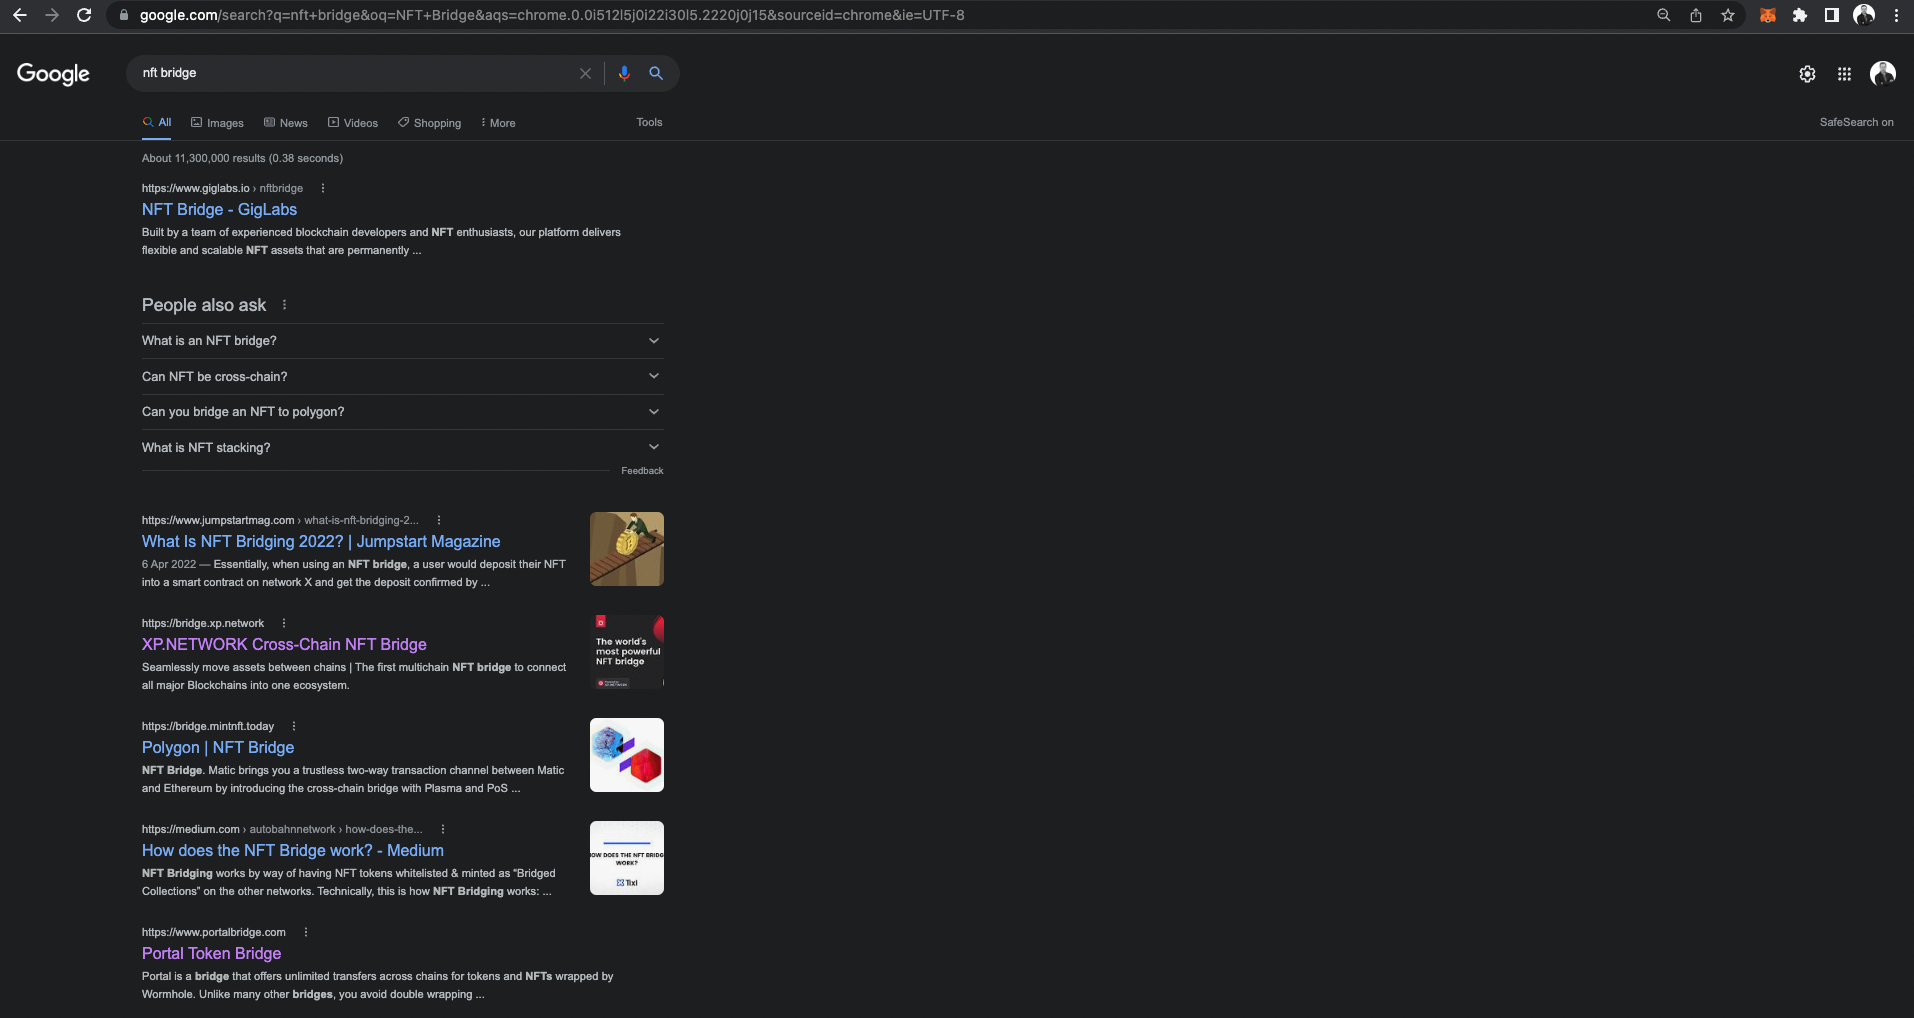 google.com/search?q=nft+bridge&oq=NFT+Bridge&aqs=chrome.0.0i512l5j0i22i30l5.2220j0j15&sourceid=chrome&ie=UTF-8
Google
nft bridge
All
Images
News
Videos
Shopping
More
Tools
SafeSearch on
About 11,300,000 results (0.38 seconds)
https://www.giglabs.io › nftbridge
NFT Bridge - GigLabs
Built by a team of experienced blockchain developers and NFT enthusiasts, our platform delivers
flexible and scalable NFT assets that are permanently ...
People also ask
What is an NFT bridge?
Can NFT be cross-chain?
Can you bridge an NFT to polygon?
What is NFT stacking?
Feedback
https://www.jumpstartmag.com › what-is-nft-bridging-2...
What Is NFT Bridging 2022? | Jumpstart Magazine
6 Apr 2022 — Essentially, when using an NFT bridge, a user would deposit their NFT
into a smart contract on network X and get the deposit confirmed by ...
https://bridge.xp.network
XP.NETWORK Cross-Chain NFT Bridge
Seamlessly move assets between chains | The first multichain NFT bridge to connect
all major Blockchains into one ecosystem.
The world's
most powerful
NFT bridge
https://bridge.mintnft.today
Polygon | NFT Bridge
NFT Bridge. Matic brings you a trustless two-way transaction channel between Matic
and Ethereum by introducing the cross-chain bridge with Plasma and PoS ...
https://medium.com › autobahnnetwork › how-does-the...
How does the NFT Bridge work? - Medium
NFT Bridging works by way of having NFT tokens whitelisted & minted as “Bridged
Collections” on the other networks. Technically, this is how NFT Bridging works: ...
OW DOES THE NFT BRIDG
WORK?
Tixl
https://www.portalbridge.com
Portal Token Bridge
Portal is a bridge that offers unlimited transfers across chains for tokens and NFTs wrapped by
Wormhole. Unlike many other bridges, you avoid double wrapping ...